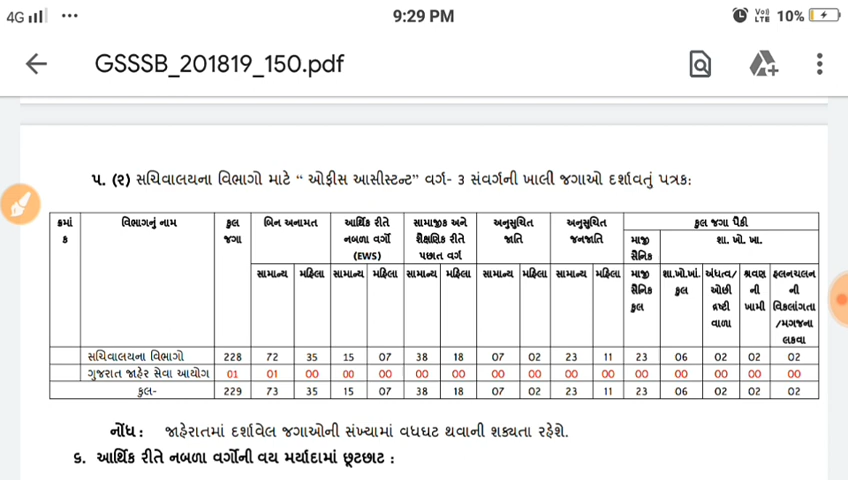 4G ... 9:29 PM Vo)) LTE 10%
GSSSB_201819_150.pdf
૫. (૨) સચિવાલયના વિભાગો માટે “ ઓફીસ આસીસ્ટન્ટ” વર્ગ- 3 સંવર્ગની ખાલી જગાઓ દર્શાવતું પત્રક:
ક્રમાંક વિભાગનું નામ કુલ જગા બિન અનામત આર્થિક રીતે નબળા વર્ગો (EWS) સામાજીક અને શૈક્ષણિક રીતે પછાત વર્ગ અનુસુચિત જાતિ અનુસુચિત જનજાતિ કુલ જગા પૈકી
માજી સૈનિક શા. ખો. ખા.
સામાન્ય મહિલા સામાન્ય મહિલા સામાન્ય મહિલા સામાન્ય મહિલા સામાન્ય મહિલા માજી સૈનિક કુલ શા.ખો.ખાં. કુલ અંધત્વ/ ઓછી દ્રષ્ટી વાળા શ્રવણ ની ખામી હલનચલન ની વિકલાંગતા /મગજના લકવા
સચિવાલયના વિભાગો 228 72 35 15 07 38 18 07 02 23 11 23 06 02 02 02
ગુજરાત જાહેર સેવા આયોગ 01 01 00 00 00 00 00 00 00 00 00 00 00 00 00 00
કુલ- 229 73 35 15 07 38 18 07 02 23 11 23 06 02 02 02
નોંધ : જાહેરાતમાં દર્શાવેલ જગાઓની સંખ્યામાં વધઘટ થવાની શક્યતા રહેશે.
૬. આર્થિક રીતે નબળા વર્ગોની વય મર્યાદામાં છૂટછાટ :